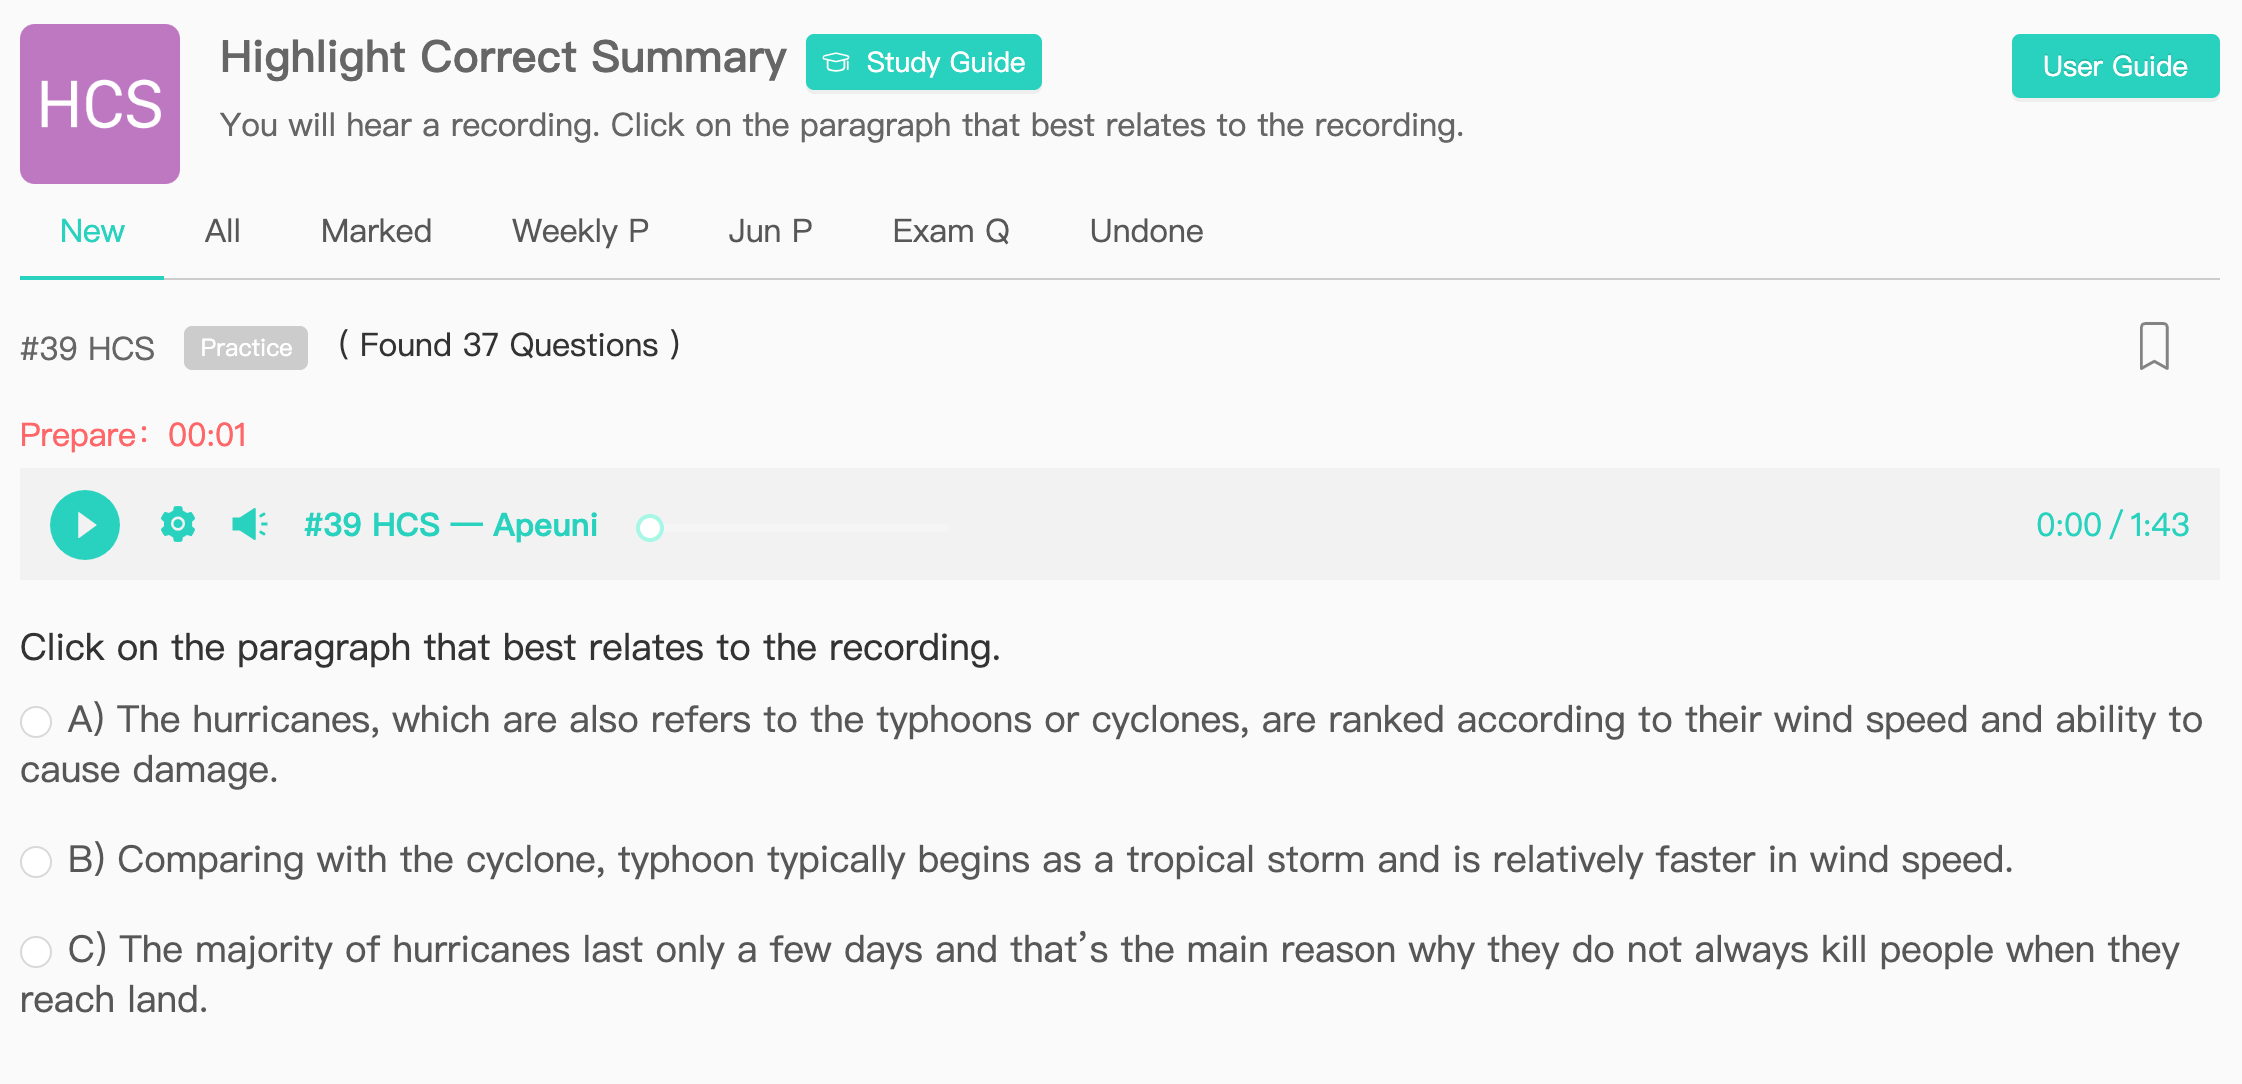 HCS
Highlight Correct Summary
Study Guide
User Guide
You will hear a recording. Click on the paragraph that best relates to the recording.
New
All
Marked
Weekly P
Jun P
Exam Q
Undone
#39 HCS
Practice
( Found 37 Questions )
Prepare: 00:01
#39 HCS — Apeuni
0:00 / 1:43
Click on the paragraph that best relates to the recording.
A) The hurricanes, which are also refers to the typhoons or cyclones, are ranked according to their wind speed and ability to
cause damage.
B) Comparing with the cyclone, typhoon typically begins as a tropical storm and is relatively faster in wind speed.
C) The majority of hurricanes last only a few days and that’s the main reason why they do not always kill people when they
reach land.